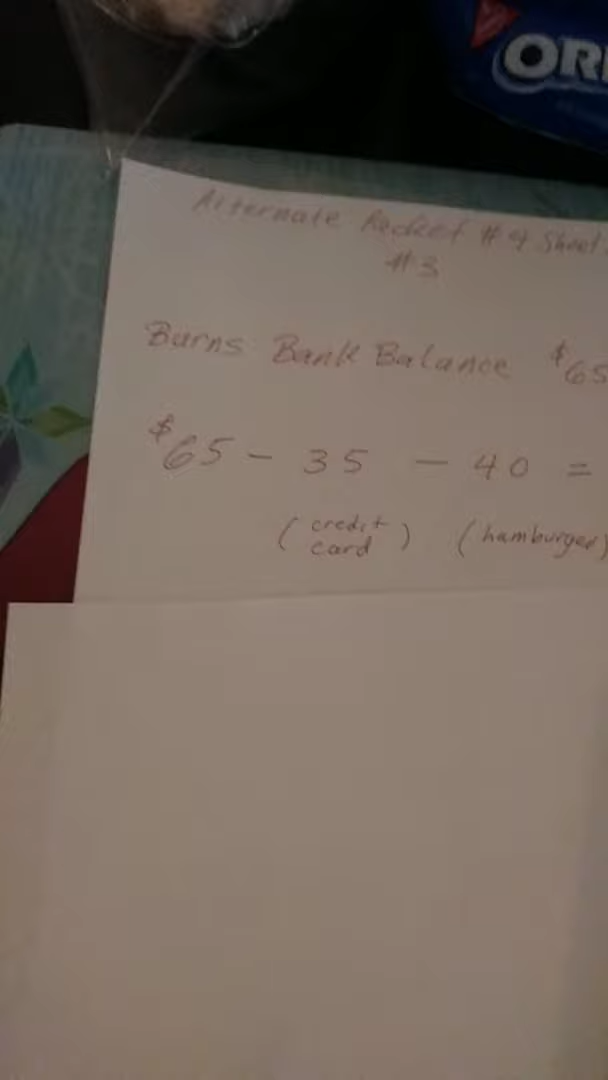 ORE
Alternate Packet #4 Sheet
#3
Burns Bank Balance $65
$65 - 35 - 40 =
(credit card) (hamburger)